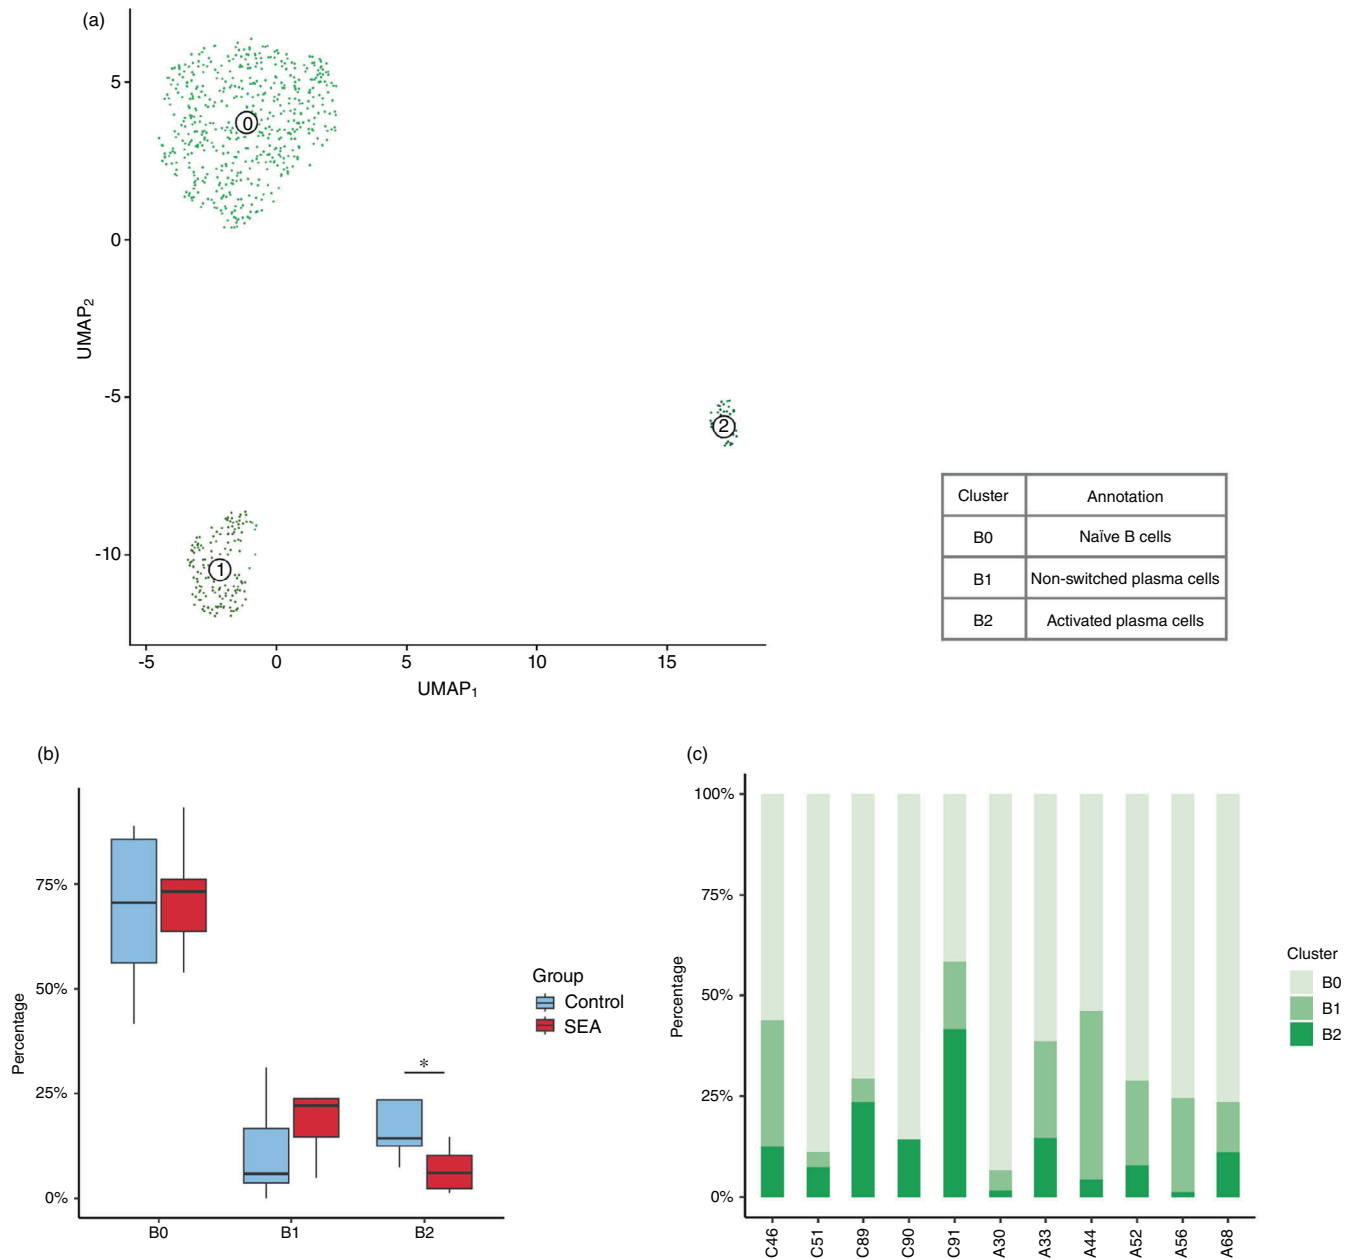 (a)
5
0
-5
-10
UMAP2
0
1
2
-5
0
5
10
15
UMAP1
Cluster Annotation
B0 Naïve B cells
B1 Non-switched plasma cells
B2 Activated plasma cells
(b)
75%
50%
25%
0%
Percentage
*
B0 B1 B2
Group
Control
SEA
(c)
100%
75%
50%
25%
0%
Percentage
C46 C51 C89 C90 C91 A30 A33 A44 A52 A56 A68
Cluster
B0
B1
B2